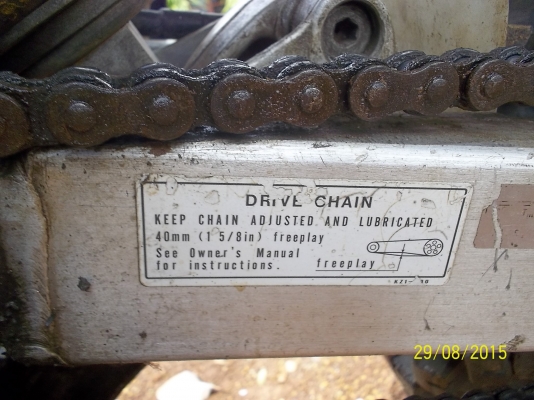 DRIVE CHAIN
KEEP CHAIN ADJUSTED AND LUBRICATED
40mm (1 5/8in) freeplay
See Owner's Manual
for instructions.
freeplay
29/08/2015